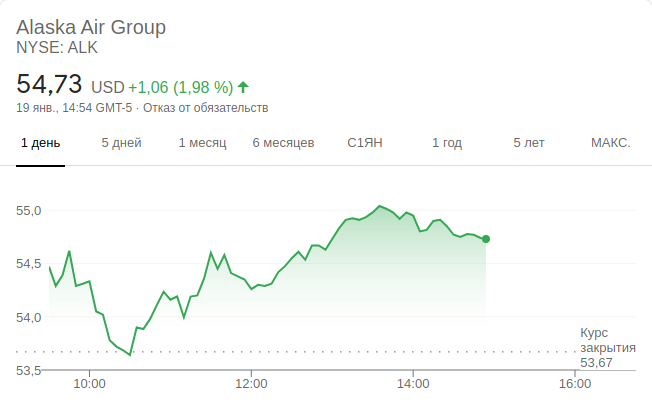 Alaska Air Group
NYSE: ALK
54,73 USD +1,06 (1,98 %)
19 янв., 14:54 GMT-5 · Отказ от обязательств
1 день 5 дней 1 месяц 6 месяцев С1ЯН 1 год 5 лет МАКС.
55,0
54,5
54,0
Курс
закрытия
53,67
53,5
10:00 12:00 14:00 16:00